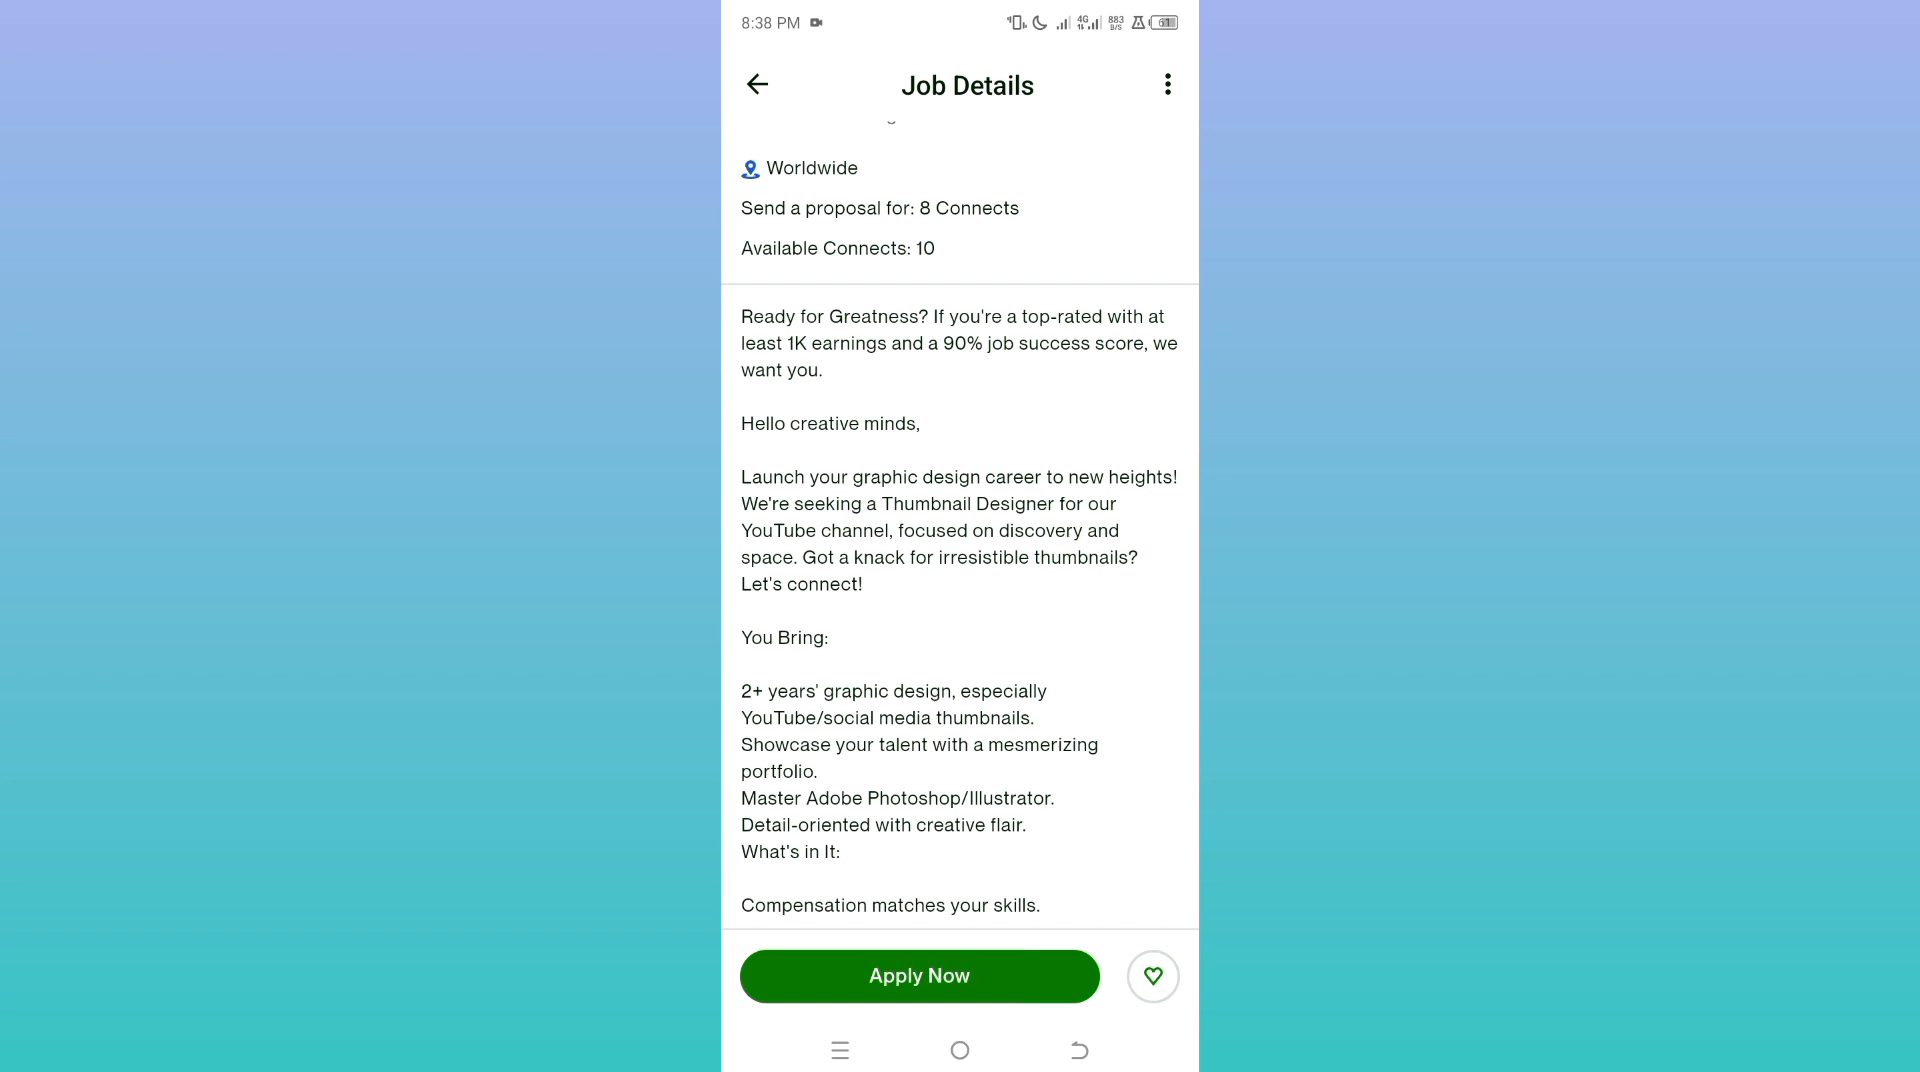 8:38 PM
4G
883
B/S
61
Job Details
Worldwide
Send a proposal for: 8 Connects
Available Connects: 10
Ready for Greatness? If you're a top-rated with at
least 1K earnings and a 90% job success score, we
want you.
Hello creative minds,
Launch your graphic design career to new heights!
We're seeking a Thumbnail Designer for our
YouTube channel, focused on discovery and
space. Got a knack for irresistible thumbnails?
Let's connect!
You Bring:
2+ years' graphic design, especially
YouTube/social media thumbnails.
Showcase your talent with a mesmerizing
portfolio.
Master Adobe Photoshop/Illustrator.
Detail-oriented with creative flair.
What's in It:
Compensation matches your skills.
Apply Now